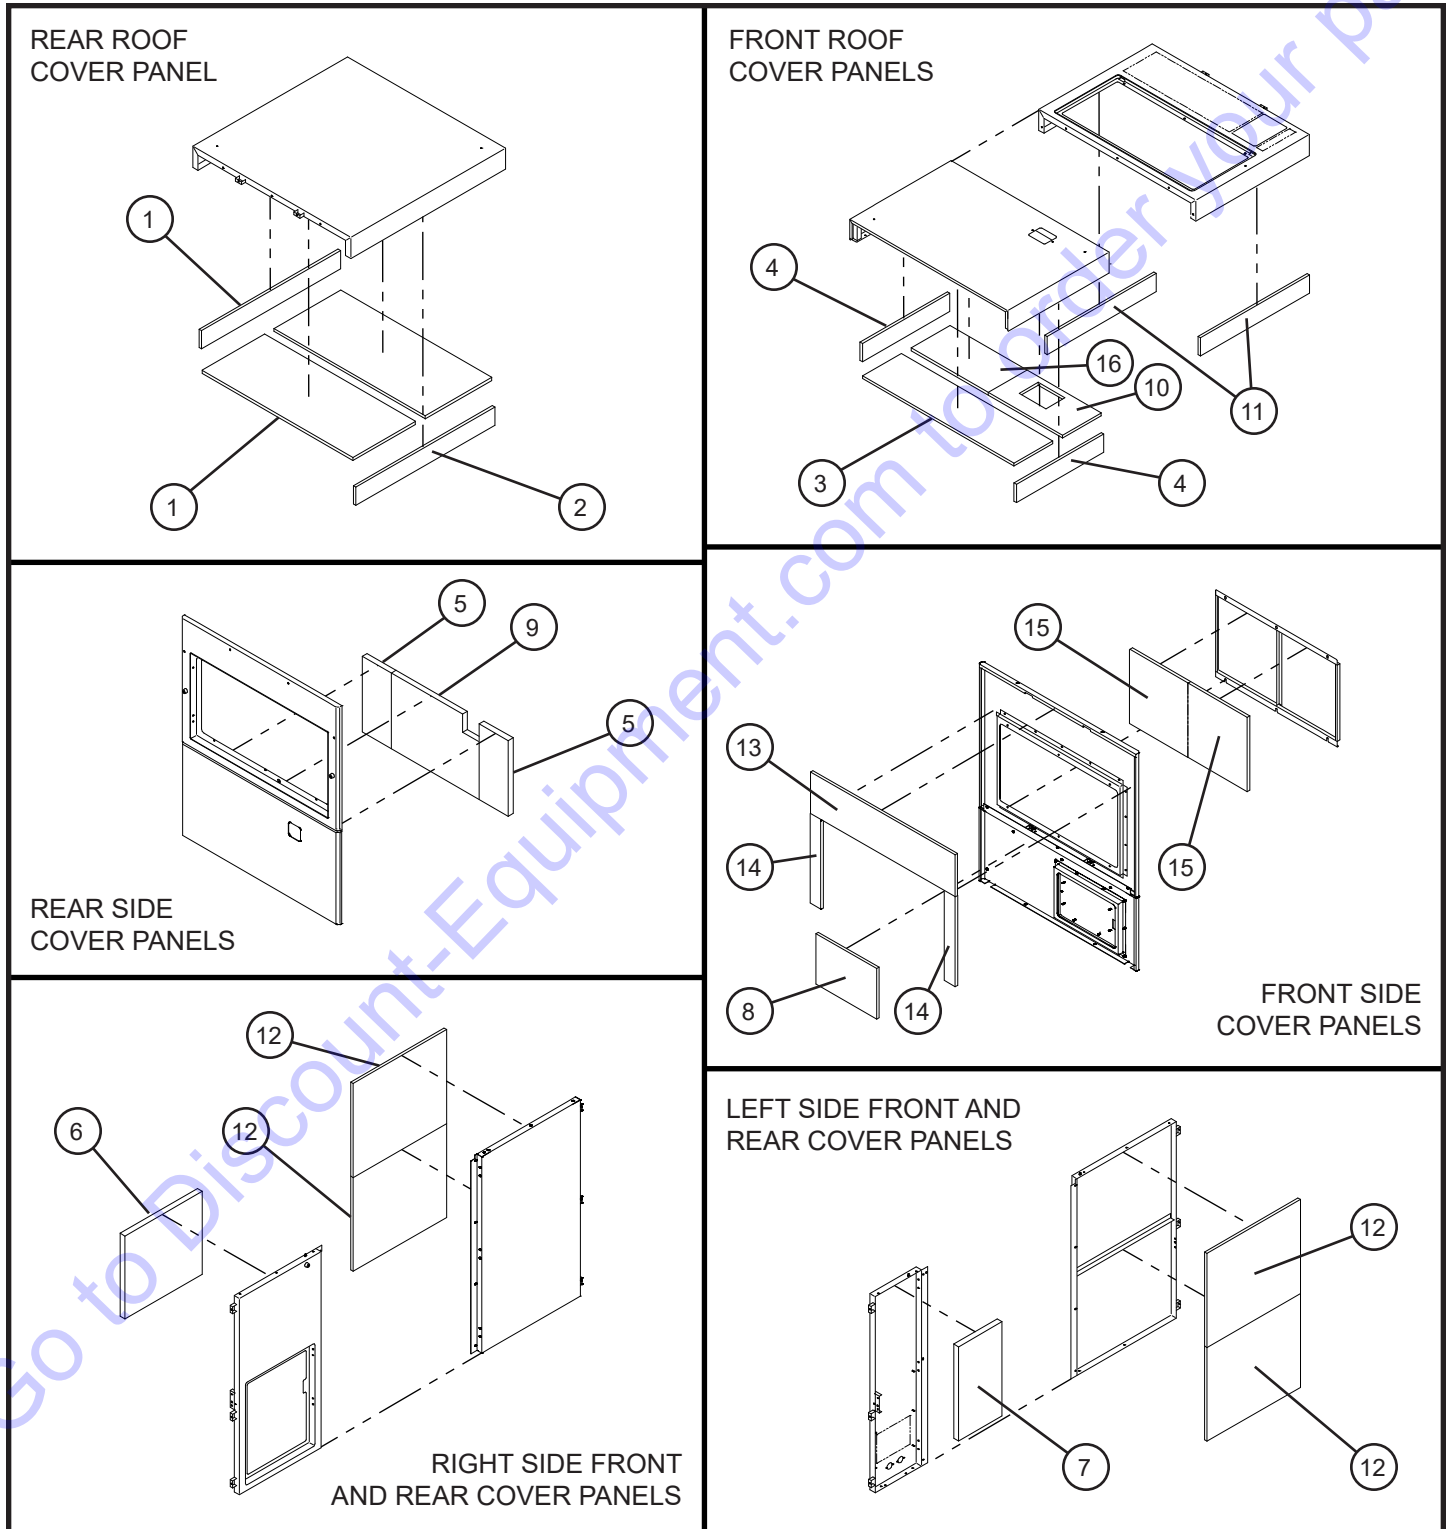 REAR ROOF
COVER PANEL
1
1
2
FRONT ROOF
COVER PANELS
4
16
10
11
3
4
5
9
5
REAR SIDE
COVER PANELS
15
13
15
14
8
14
FRONT SIDE
COVER PANELS
12
6
12
RIGHT SIDE FRONT
AND REAR COVER PANELS
LEFT SIDE FRONT AND
REAR COVER PANELS
12
7
12
Go to Discount-Equipment.com to order your